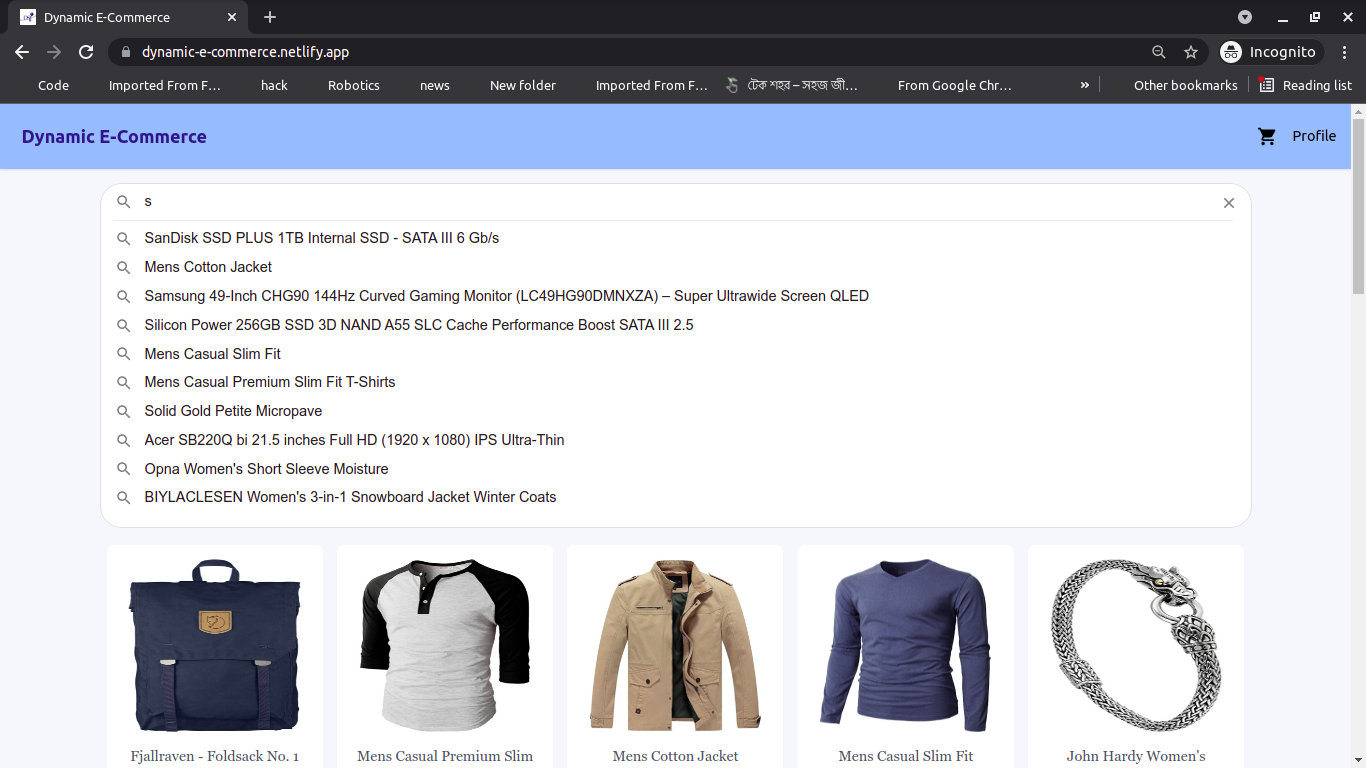 Dynamic E-Commerce
dynamic-e-commerce.netlify.app
Incognito
Code
Imported From F...
hack
Robotics
news
New folder
Imported From F...
টেক শহর – সহজ জী...
From Google Chr...
»
Other bookmarks
Reading list
Dynamic E-Commerce
Profile
s
SanDisk SSD PLUS 1TB Internal SSD - SATA III 6 Gb/s
Mens Cotton Jacket
Samsung 49-Inch CHG90 144Hz Curved Gaming Monitor (LC49HG90DMNXZA) – Super Ultrawide Screen QLED
Silicon Power 256GB SSD 3D NAND A55 SLC Cache Performance Boost SATA III 2.5
Mens Casual Slim Fit
Mens Casual Premium Slim Fit T-Shirts
Solid Gold Petite Micropave
Acer SB220Q bi 21.5 inches Full HD (1920 x 1080) IPS Ultra-Thin
Opna Women's Short Sleeve Moisture
BIYLACLESEN Women's 3-in-1 Snowboard Jacket Winter Coats
Fjallraven - Foldsack No. 1
Mens Casual Premium Slim
Mens Cotton Jacket
Mens Casual Slim Fit
John Hardy Women's